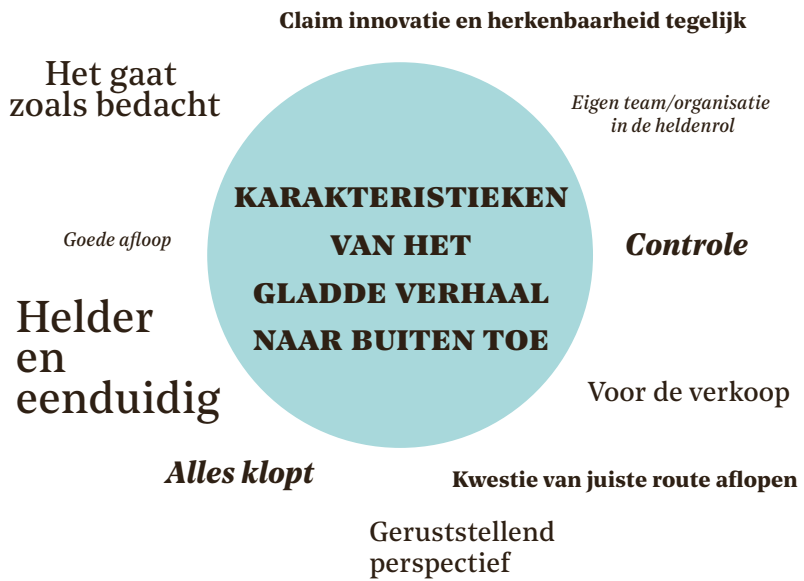 Claim innovatie en herkenbaarheid tegelijk
Het gaat
zoals bedacht
Eigen team/organisatie
in de heldenrol
KARAKTERISTIEKEN
VAN HET
GLADDE VERHAAL
NAAR BUITEN TOE
Goede afloop
Controle
Helder
en
eenduidig
Voor de verkoop
Alles klopt
Kwestie van juiste route aflopen
Geruststellend
perspectief